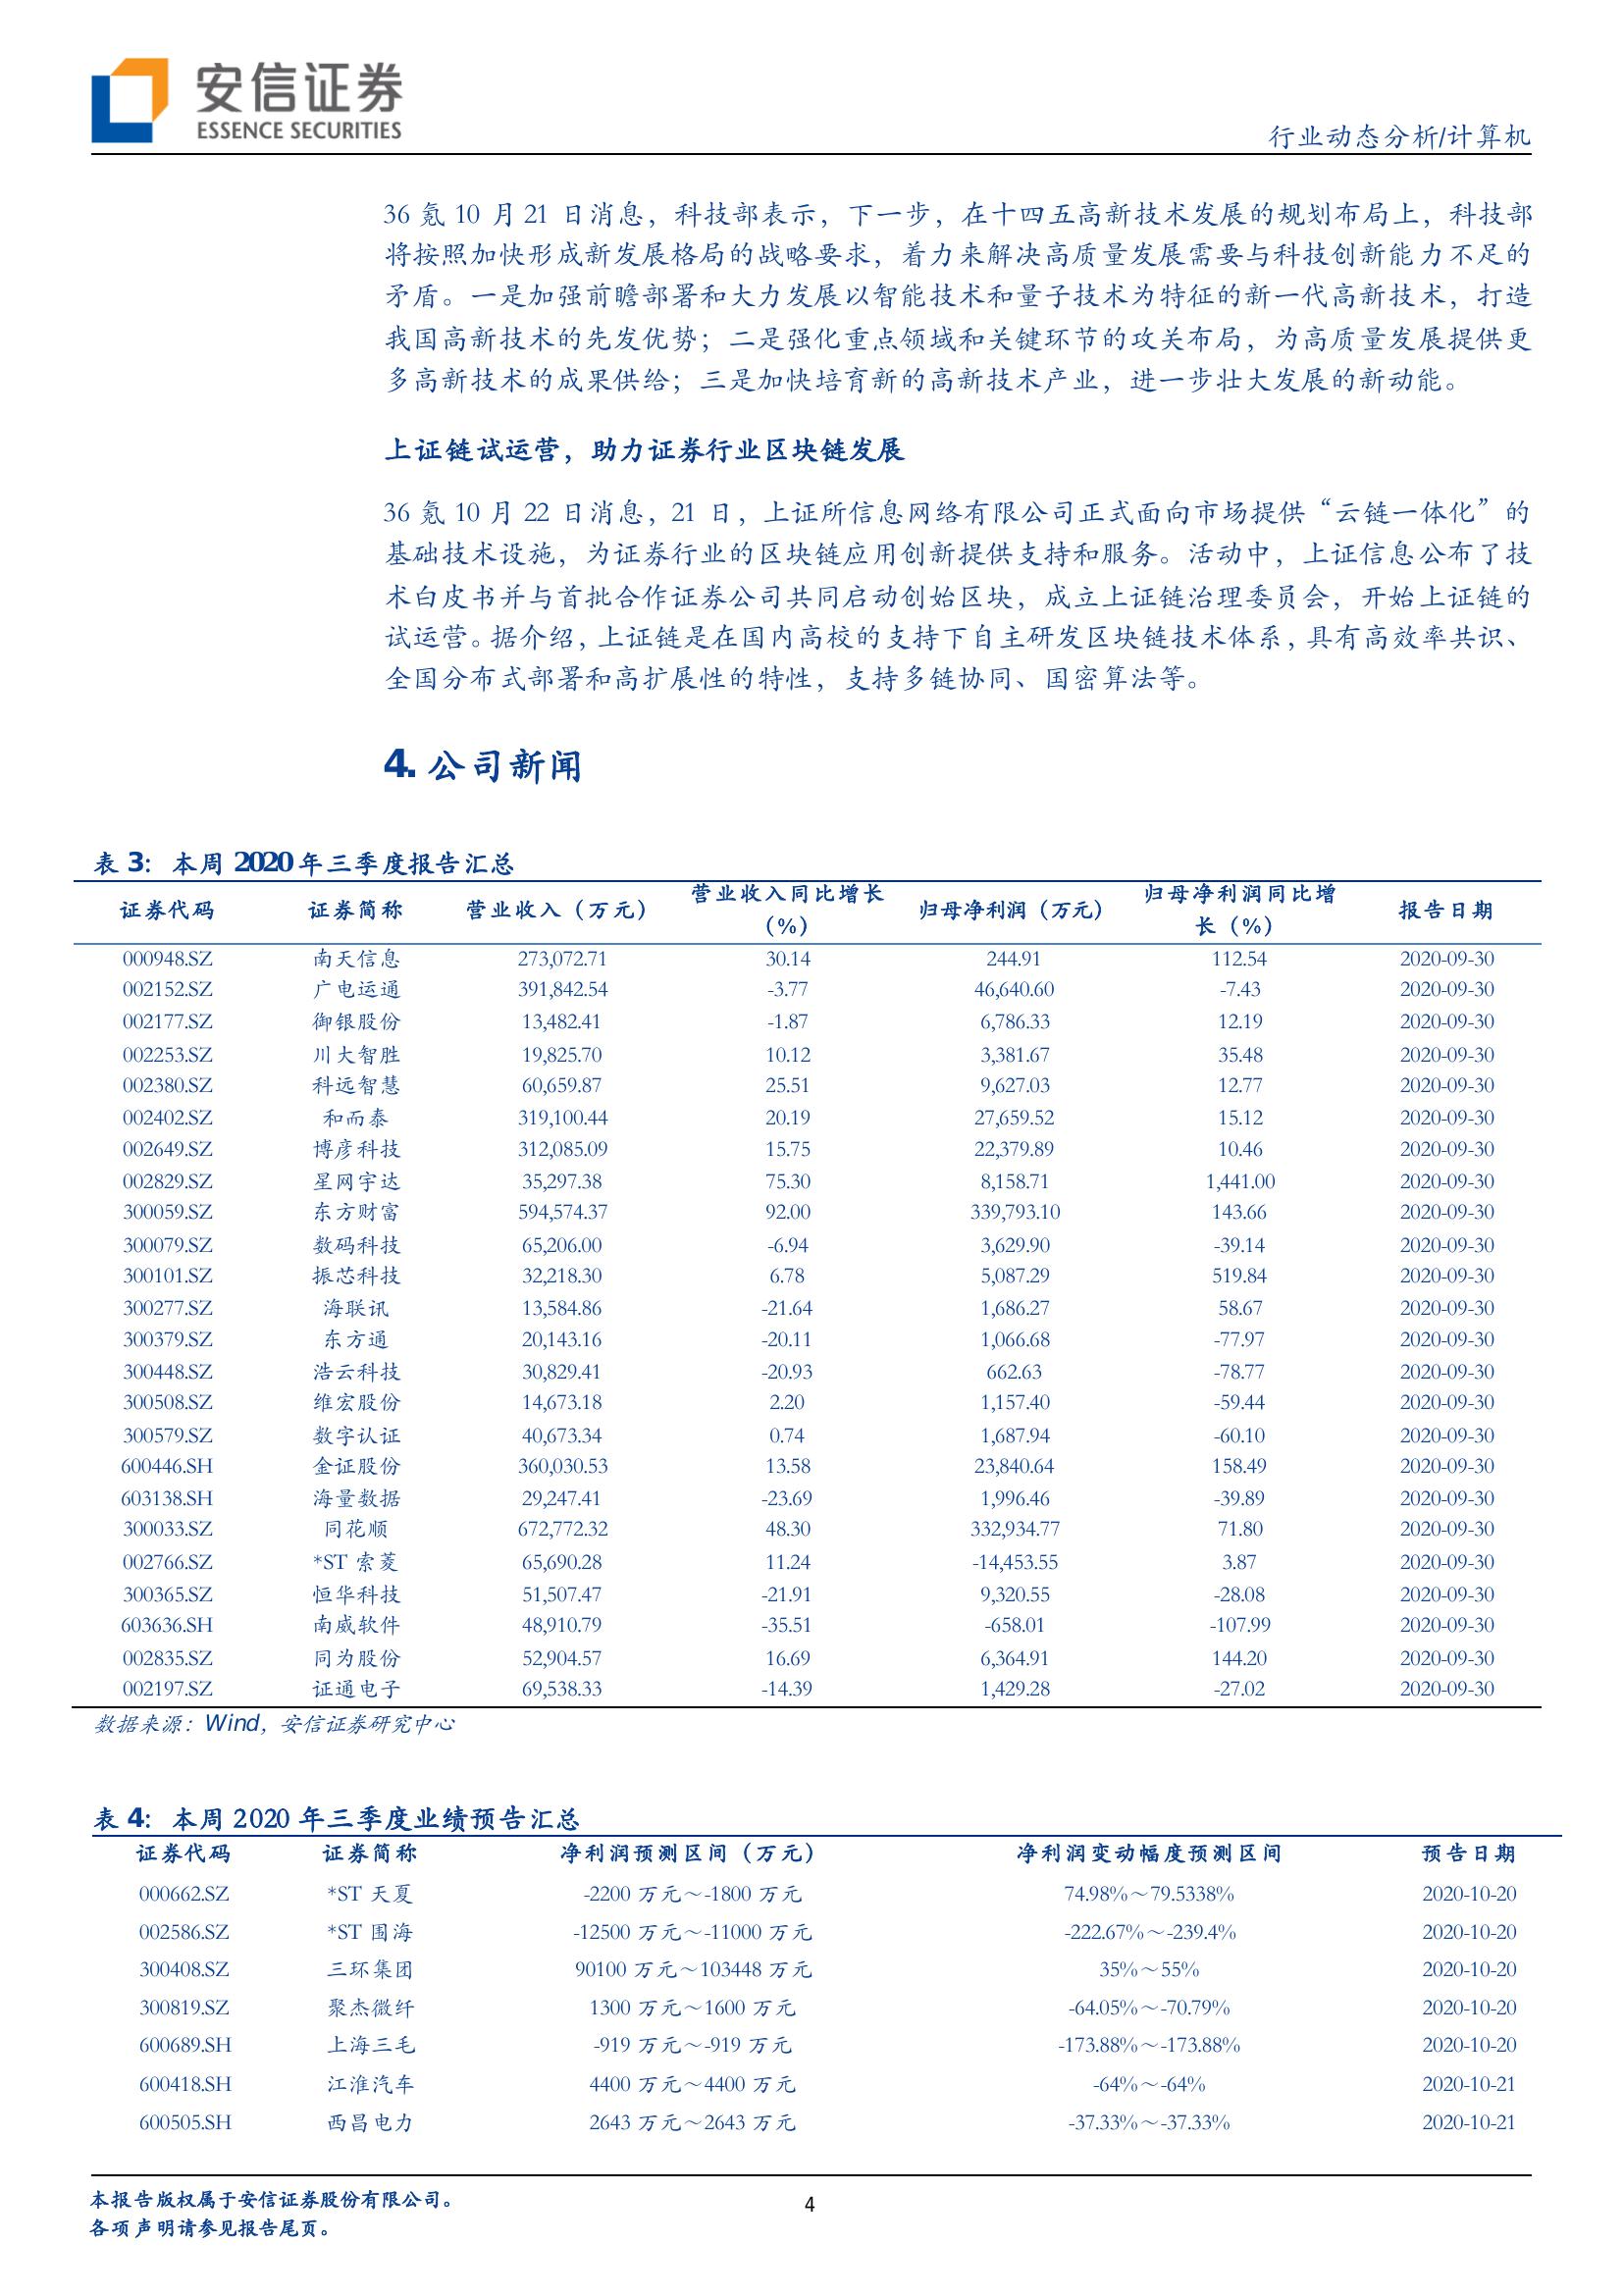 安信证券
ESSENCE SECURITIES
行业动态分析/计算机
36 氪 10 月 21 日消息，科技部表示，下一步，在十四五高新技术发展的规划布局上，科技部
将按照加快形成新发展格局的战略要求，着力来解决高质量发展需要与科技创新能力不足的
矛盾。一是加强前瞻部署和大力发展以智能技术和量子技术为特征的新一代高新技术，打造
我国高新技术的先发优势；二是强化重点领域和关键环节的攻关布局，为高质量发展提供更
多高新技术的成果供给；三是加快培育新的高新技术产业，进一步壮大发展的新动能。
上证链试运营，助力证券行业区块链发展
36 氪 10 月 22 日消息，21 日，上证所信息网络有限公司正式面向市场提供“云链一体化”的
基础技术设施，为证券行业的区块链应用创新提供支持和服务。活动中，上证信息公布了技
术白皮书并与首批合作证券公司共同启动创始区块，成立上证链治理委员会，开始上证链的
试运营。据介绍，上证链是在国内高校的支持下自主研发区块链技术体系，具有高效率共识、
全国分布式部署和高扩展性的特性，支持多链协同、国密算法等。
4. 公司新闻
表 3：本周 2020 年三季度报告汇总
证券代码 证券简称 营业收入（万元） 营业收入同比增长（%） 归母净利润（万元） 归母净利润同比增长（%） 报告日期
000948.SZ 南天信息 273,072.71 30.14 244.91 112.54 2020-09-30
002152.SZ 广电运通 391,842.54 -3.77 46,640.60 -7.43 2020-09-30
002177.SZ 御银股份 13,482.41 -1.87 6,786.33 12.19 2020-09-30
002253.SZ 川大智胜 19,825.70 10.12 3,381.67 35.48 2020-09-30
002380.SZ 科远智慧 60,659.87 25.51 9,627.03 12.77 2020-09-30
002402.SZ 和而泰 319,100.44 20.19 27,659.52 15.12 2020-09-30
002649.SZ 博彦科技 312,085.09 15.75 22,379.89 10.46 2020-09-30
002829.SZ 星网宇达 35,297.38 75.30 8,158.71 1,441.00 2020-09-30
300059.SZ 东方财富 594,574.37 92.00 339,793.10 143.66 2020-09-30
300079.SZ 数码科技 65,206.00 -6.94 3,629.90 -39.14 2020-09-30
300101.SZ 振芯科技 32,218.30 6.78 5,087.29 519.84 2020-09-30
300277.SZ 海联讯 13,584.86 -21.64 1,686.27 58.67 2020-09-30
300379.SZ 东方通 20,143.16 -20.11 1,066.68 -77.97 2020-09-30
300448.SZ 浩云科技 30,829.41 -20.93 662.63 -78.77 2020-09-30
300508.SZ 维宏股份 14,673.18 2.20 1,157.40 -59.44 2020-09-30
300579.SZ 数字认证 40,673.34 0.74 1,687.94 -60.10 2020-09-30
600446.SH 金证股份 360,030.53 13.58 23,840.64 158.49 2020-09-30
603138.SH 海量数据 29,247.41 -23.69 1,996.46 -39.89 2020-09-30
300033.SZ 同花顺 672,772.32 48.30 332,934.77 71.80 2020-09-30
002766.SZ *ST 索菱 65,690.28 11.24 -14,453.55 3.87 2020-09-30
300365.SZ 恒华科技 51,507.47 -21.91 9,320.55 -28.08 2020-09-30
603636.SH 南威软件 48,910.79 -35.51 -658.01 -107.99 2020-09-30
002835.SZ 同为股份 52,904.57 16.69 6,364.91 144.20 2020-09-30
002197.SZ 证通电子 69,538.33 -14.39 1,429.28 -27.02 2020-09-30
数据来源：Wind，安信证券研究中心
表 4：本周 2020 年三季度业绩预告汇总
证券代码 证券简称 净利润预测区间（万元） 净利润变动幅度预测区间 预告日期
000662.SZ *ST 天夏 -2200 万元～-1800 万元 74.98%～79.5338% 2020-10-20
002586.SZ *ST 围海 -12500 万元～-11000 万元 -222.67%～-239.4% 2020-10-20
300408.SZ 三环集团 90100 万元～103448 万元 35%～55% 2020-10-20
300819.SZ 聚杰微纤 1300 万元～1600 万元 -64.05%～-70.79% 2020-10-20
600689.SH 上海三毛 -919 万元～-919 万元 -173.88%～-173.88% 2020-10-20
600418.SH 江淮汽车 4400 万元～4400 万元 -64%～-64% 2020-10-21
600505.SH 西昌电力 2643 万元～2643 万元 -37.33%～-37.33% 2020-10-21
本报告版权属于安信证券股份有限公司。
各项声明请参见报告尾页。
4